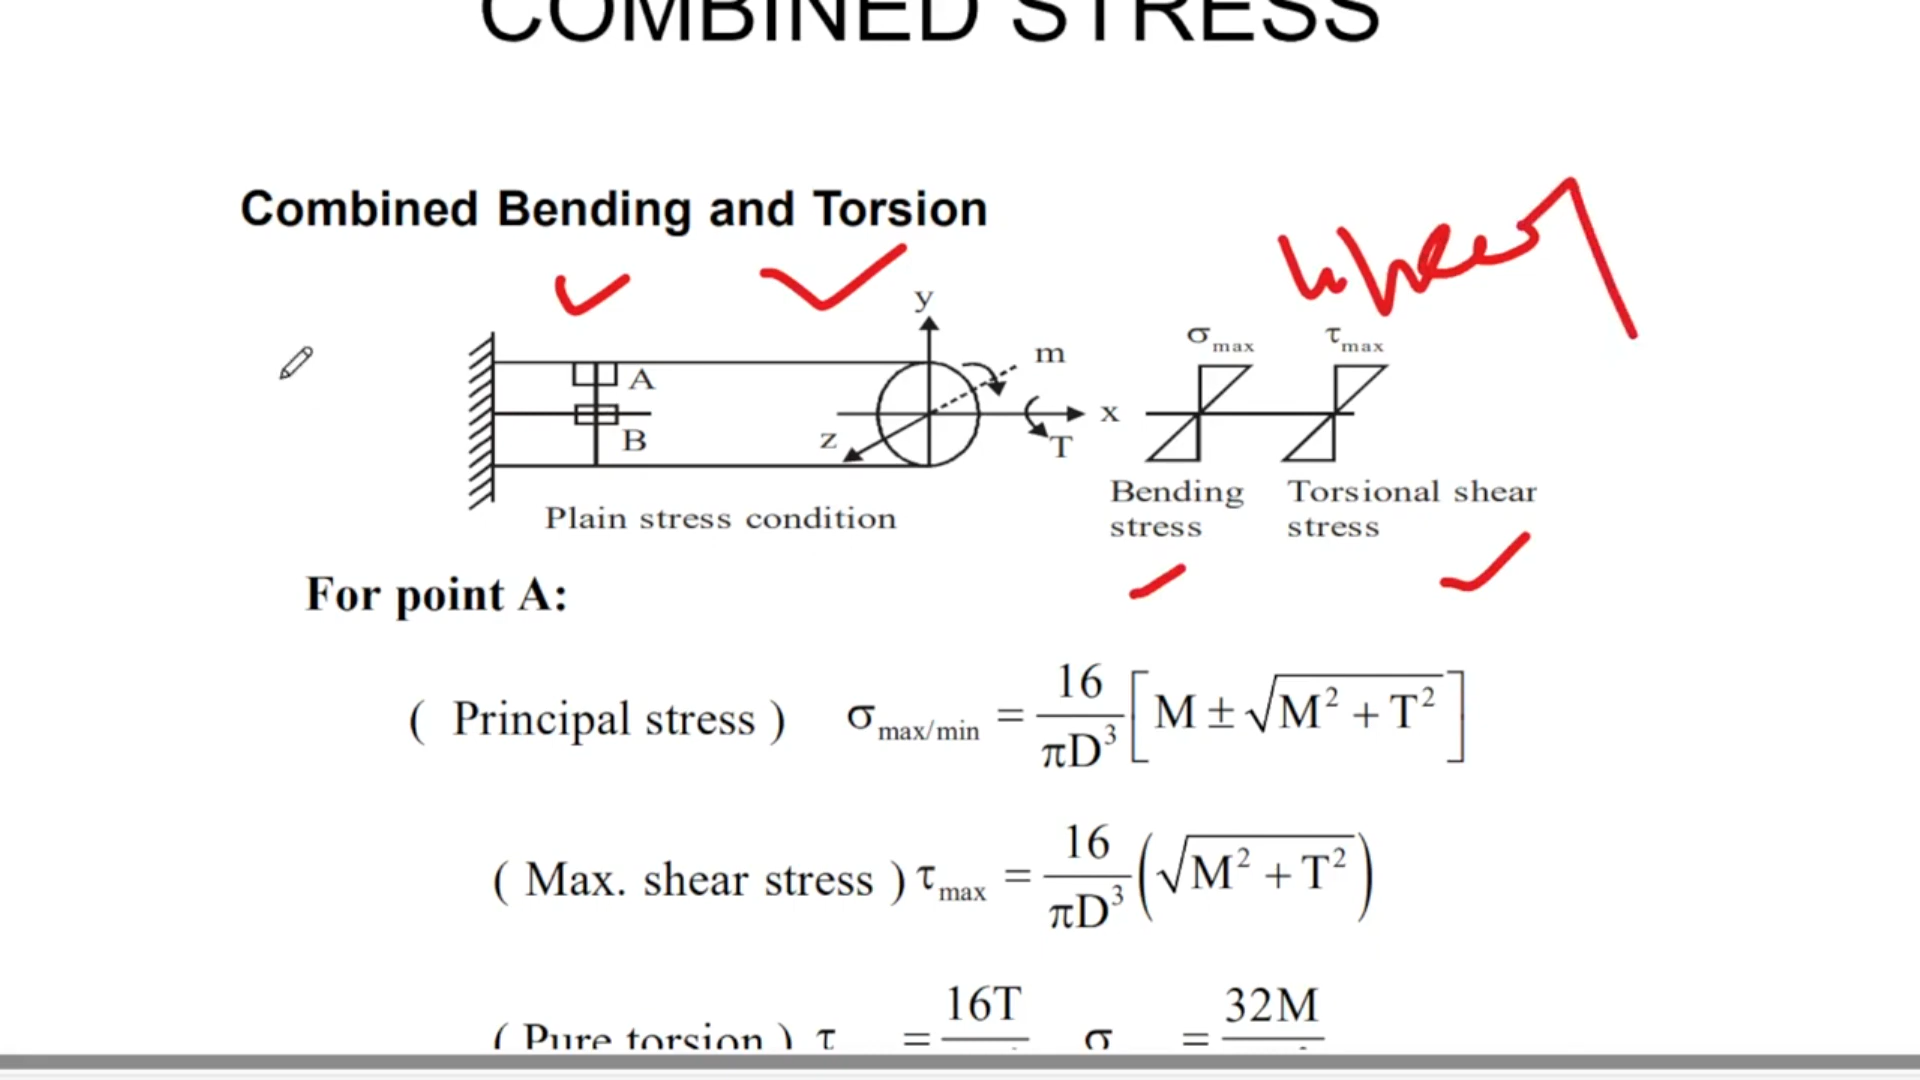 COMBINED STRESS
Combined Bending and Torsion
y
σmax τmax
m
A
x
B
z
T
Bending stress
Torsional shear stress
Plain stress condition
For point A:
( Principal stress ) σmax/min = 16/πD³ [M ± √M² + T²]
( Max. shear stress ) τmax = 16/πD³ (√M² + T²)
( Pure torsion ) τ = 16T σ = 32M